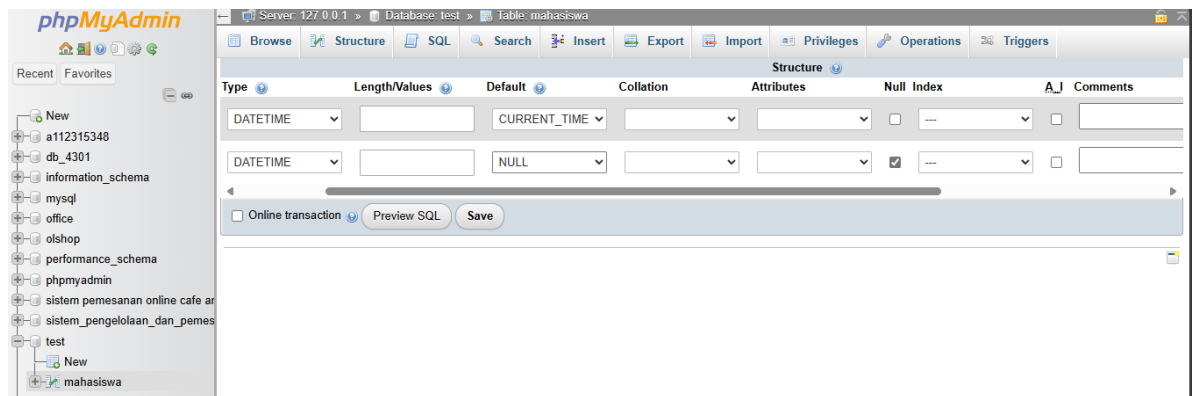 phpMyAdmin
Server: 127.0.0.1 » Database: test » Table: mahasiswa
Browse Structure SQL Search Insert Export Import Privileges Operations Triggers
Recent Favorites
Structure
Type Length/Values Default Collation Attributes Null Index A_I Comments
DATETIME CURRENT_TIME ---
DATETIME NULL ---
Online transaction Preview SQL Save
New
a112315348
db_4301
information_schema
mysql
office
olshop
performance_schema
phpmyadmin
sistem pemesanan online cafe ar
sistem_pengelolaan_dan_pemes
test
New
mahasiswa